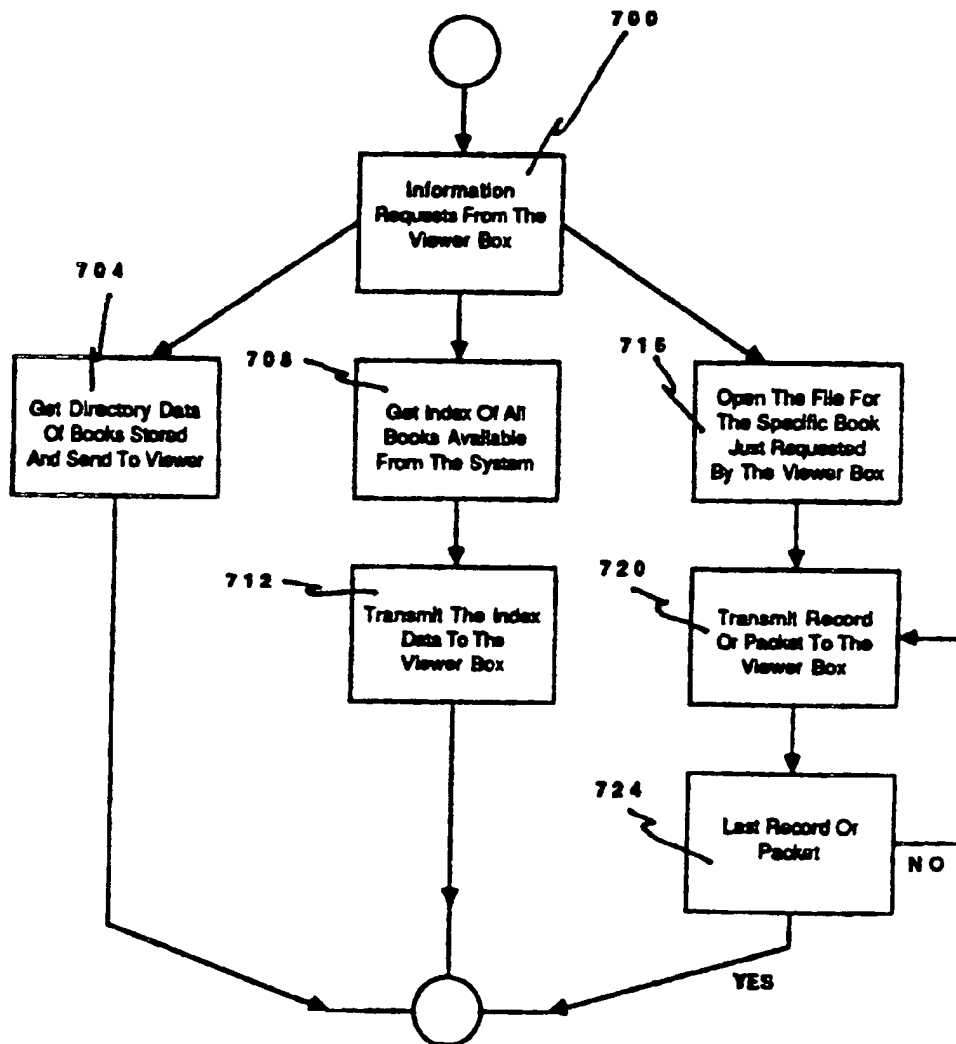 700
Information
Requests From The
Viewer Box
704
Get Directory Data
Of Books Stored
And Send To Viewer
708
Get Index Of All
Books Available
From The System
716
Open The File For
The Specific Book
Just Requested
By The Viewer Box
712
Transmit The Index
Data To The
Viewer Box
720
Transmit Record
Or Packet To The
Viewer Box
724
Last Record Or
Packet
NO
YES